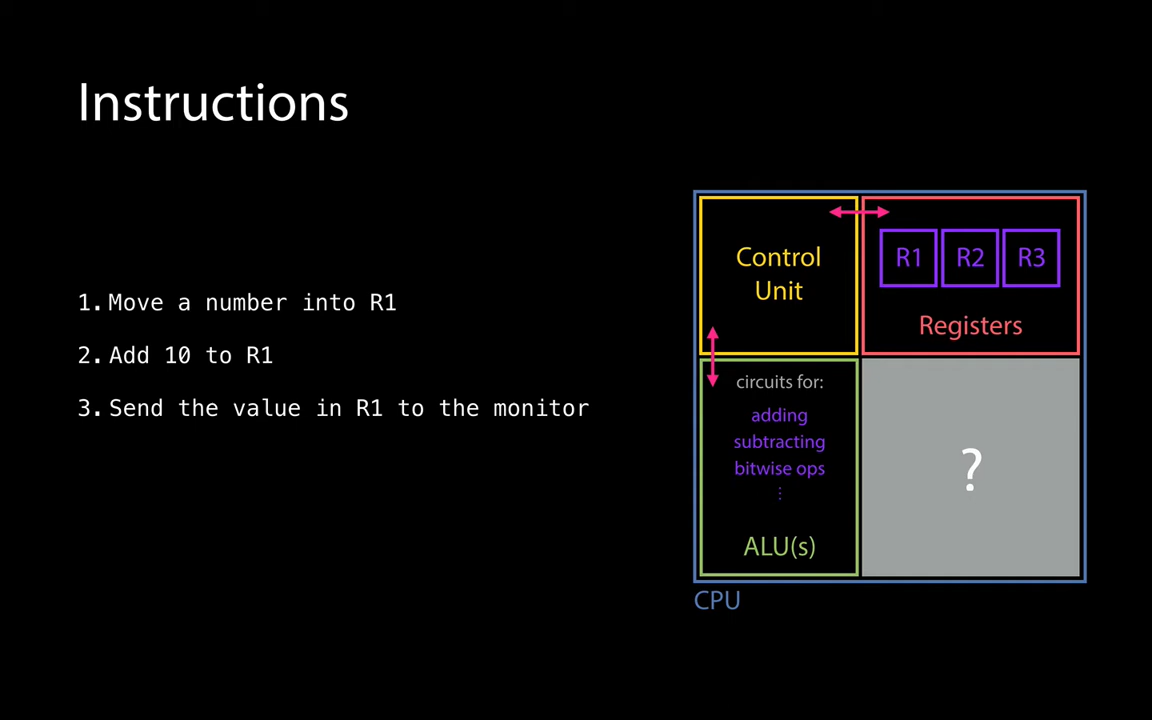 Instructions
1. Move a number into R1
2. Add 10 to R1
3. Send the value in R1 to the monitor
Control
Unit
R1 R2 R3
Registers
circuits for:
adding
subtracting
bitwise ops
⋮
ALU(s)
?
CPU